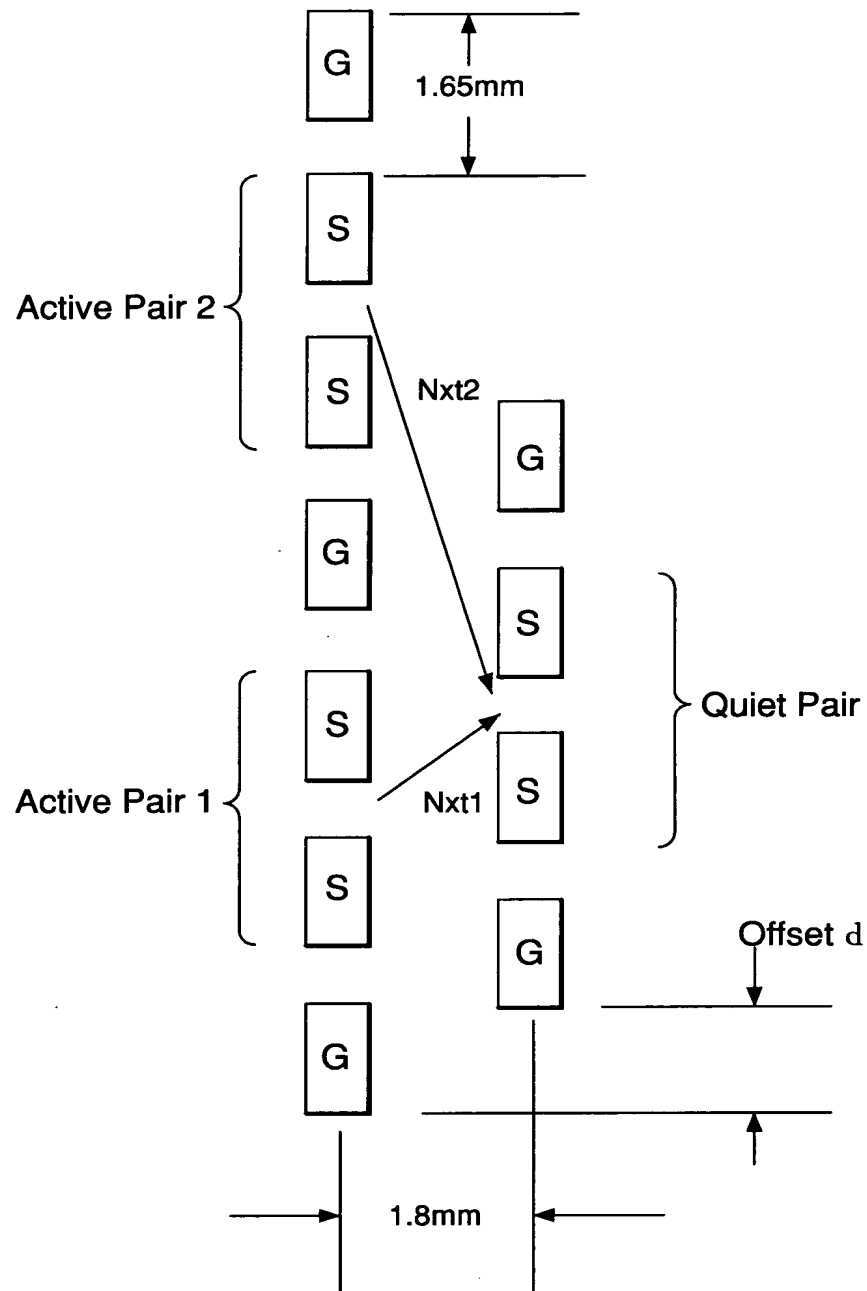 G
1.65mm
S
Active Pair 2
S
Nxt2
G
G
S
S
Quiet Pair
Active Pair 1
S
Nxt1
S
G
Offset d
G
1.8mm